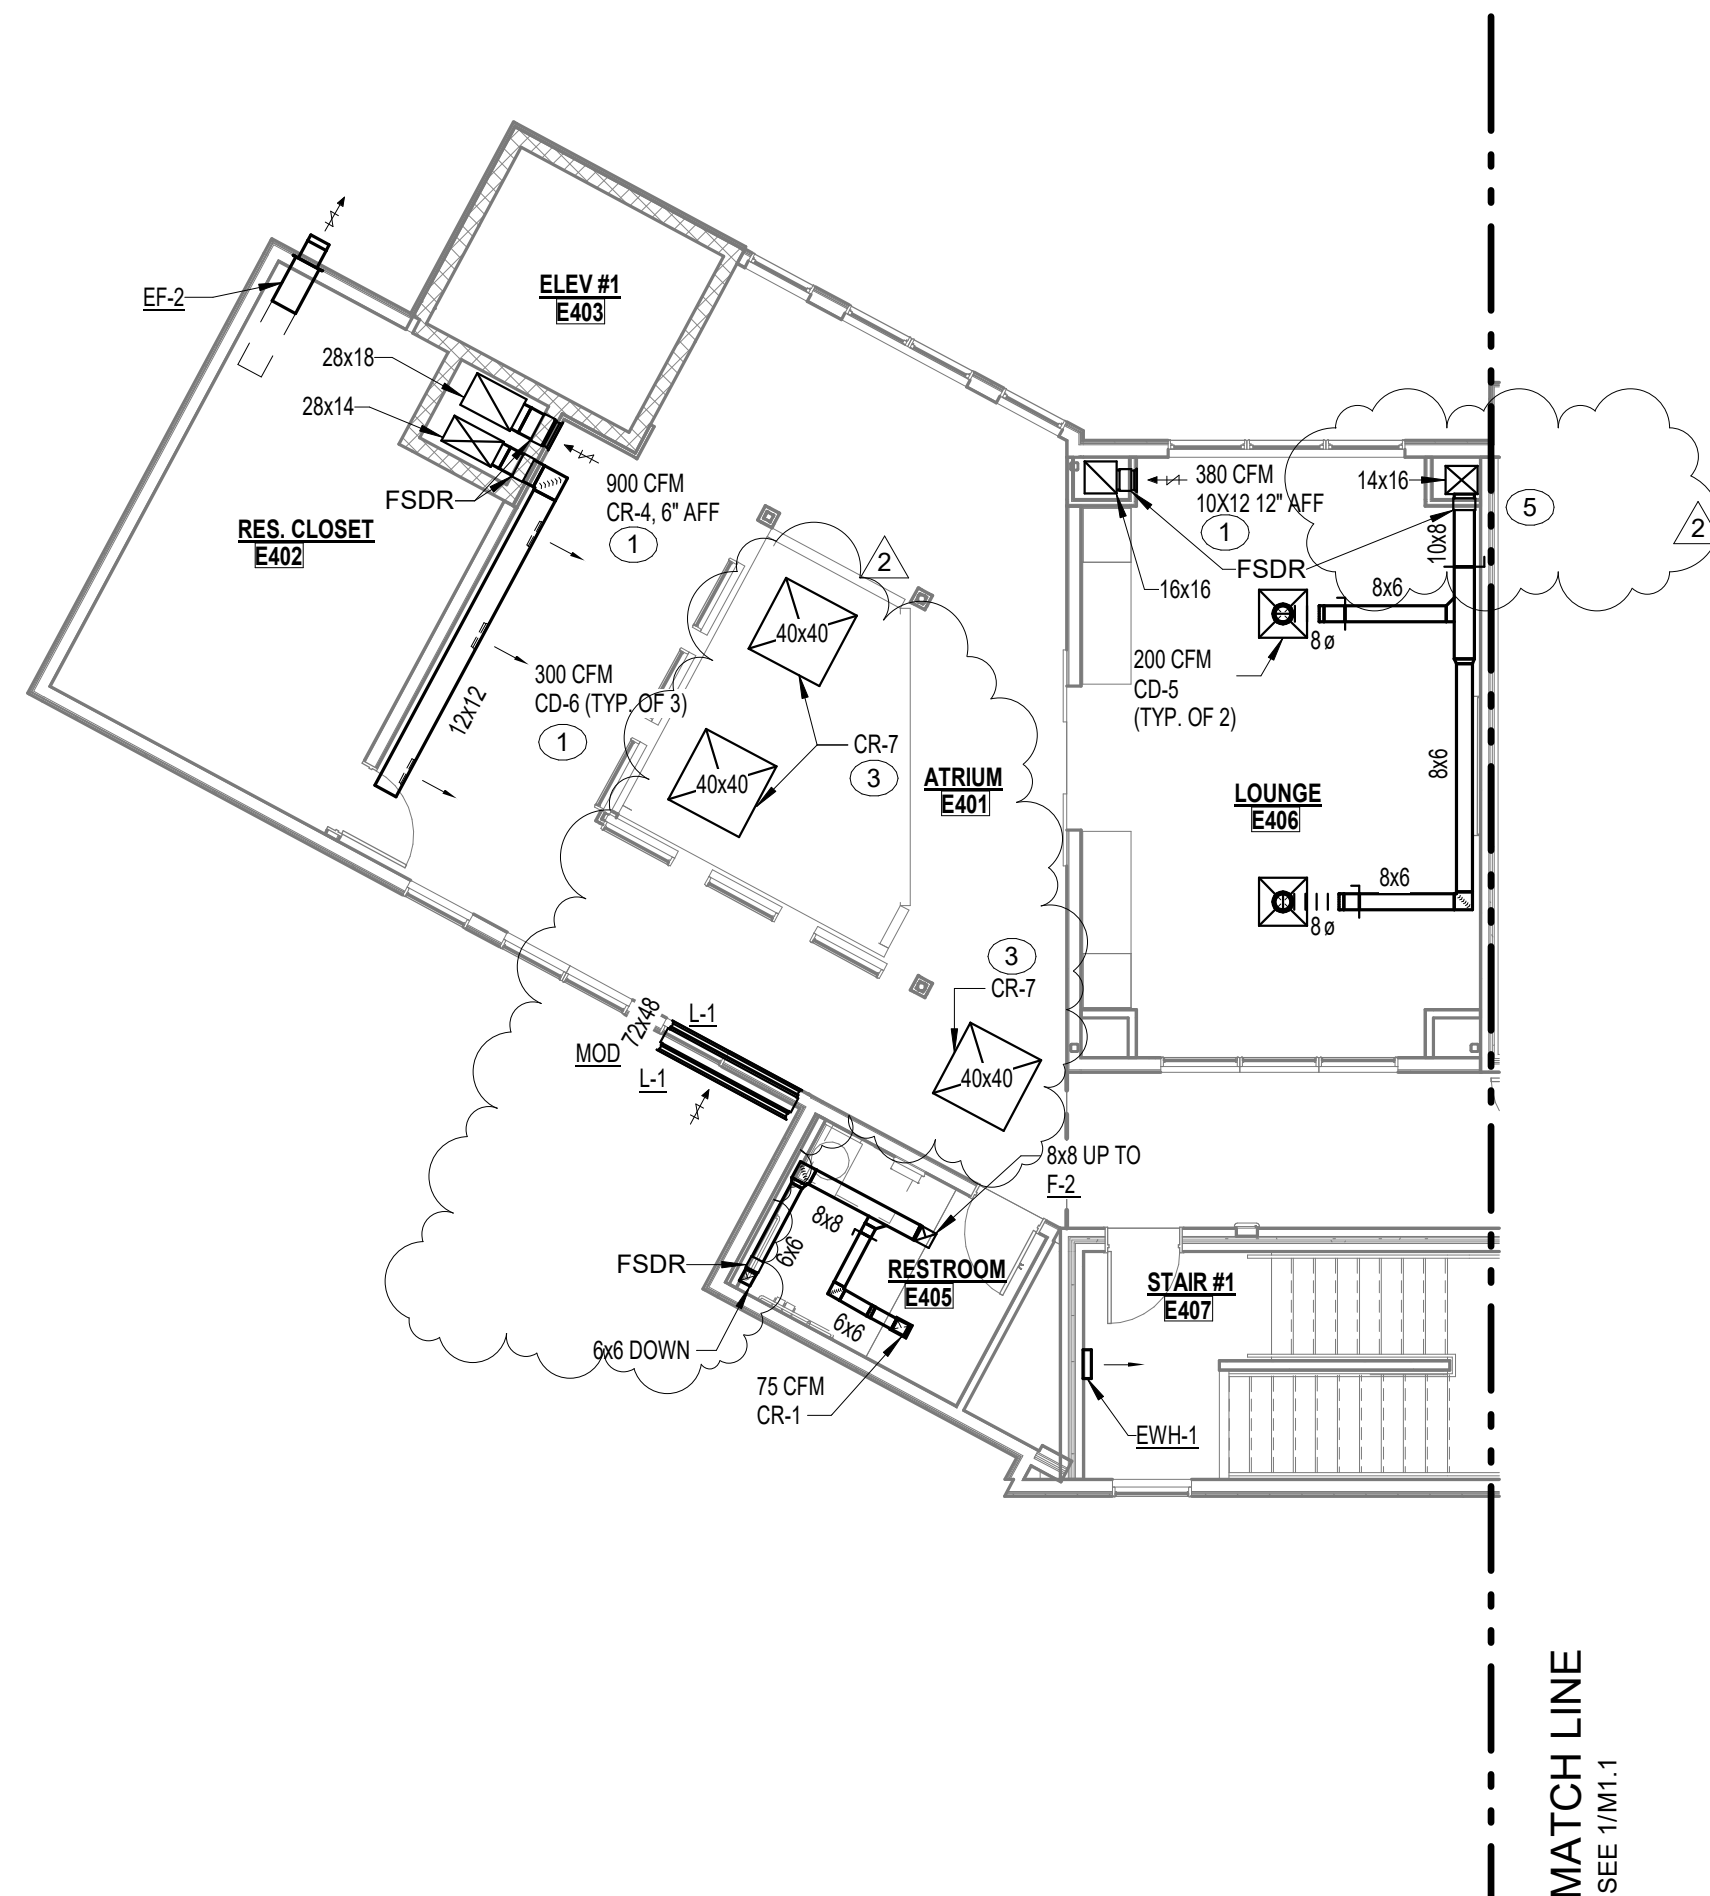 EF-2
ELEV #1
E403
28x18
28x14
FSDR
RES. CLOSET
E402
900 CFM
CR-4, 6" AFF
1
12x12
300 CFM
CD-6 (TYP. OF 3)
1
2
40x40
40x40
CR-7
3
ATRIUM
E401
380 CFM
10X12 12" AFF
1
FSDR
16x16
14x16
5
2
10x8
8x6
8ø
200 CFM
CD-5
(TYP. OF 2)
8x6
LOUNGE
E406
8x6
8ø
3
CR-7
40x40
72x48
L-1
MOD
L-1
8x8 UP TO
F-2
8x8
6x6
FSDR
RESTROOM
E405
6x6
6x6 DOWN
75 CFM
CR-1
STAIR #1
E407
EWH-1
MATCH LINE
SEE 1/M1.1